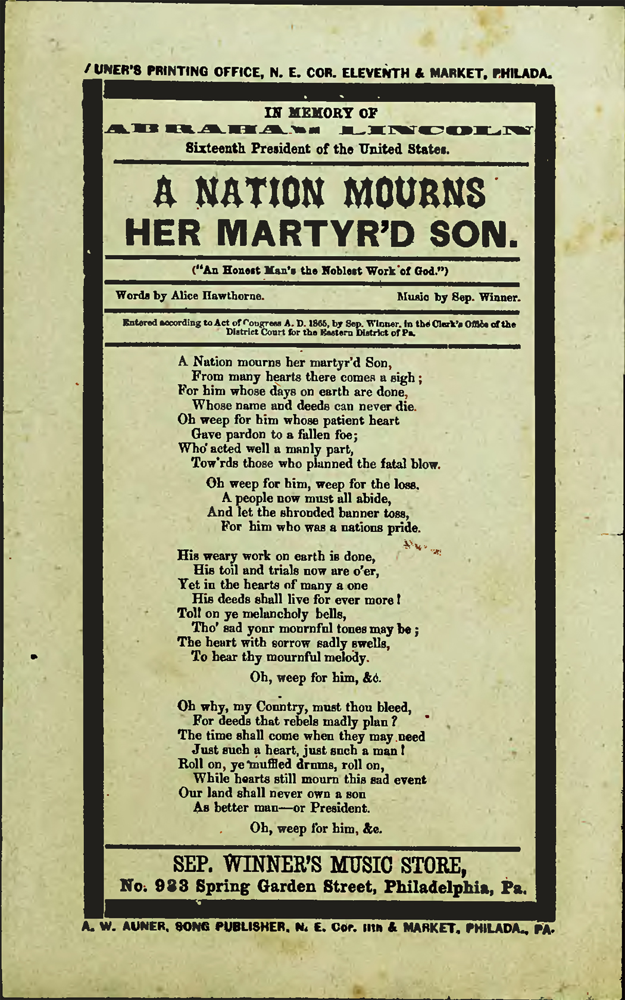 UNER'S PRINTING OFFICE, N. E. COR. ELEVENTH & MARKET, PHILADA.
IN MEMORY OF
ABRAHAM LINCOLN
Sixteenth President of the United States.
A NATION MOURNS
HER MARTYR'D SON.
("An Honest Man's the Noblest Work of God.")
Words by Alice Hawthorne. Music by Sep. Winner.
Entered according to Act of Congress A. D. 1865, by Sep. Winner, in the Clerk's Office of the
District Court for the Eastern District of Pa.
A Nation mourns her martyr'd Son,
From many hearts there comes a sigh;
For him whose days on earth are done,
Whose name and deeds can never die.
Oh weep for him whose patient heart
Gave pardon to a fallen foe;
Who acted well a manly part,
Tow'rds those who planned the fatal blow.
Oh weep for him, weep for the loss.
A people now must all abide,
And let the shrouded banner toss,
For him who was a nations pride.
His weary work on earth is done,
His toil and trials now are o'er,
Yet in the hearts of many a one
His deeds shall live for ever more!
Toll on ye melancholy bells,
Tho' sad your mournful tones may be;
The heart with sorrow sadly swells,
To hear thy mournful melody.
Oh, weep for him, &c.
Oh why, my Country, must thou bleed,
For deeds that rebels madly plan?
The time shall come when they may need
Just such a heart, just such a man!
Roll on, ye muffled drums, roll on,
While hearts still mourn this sad event
Our land shall never own a son
As better man—or President.
Oh, weep for him, &c.
SEP. WINNER'S MUSIC STORE,
No. 933 Spring Garden Street, Philadelphia, Pa.
A. W. AUNER, SONG PUBLISHER, N. E. Cor. 11th & MARKET, PHILADA., PA.